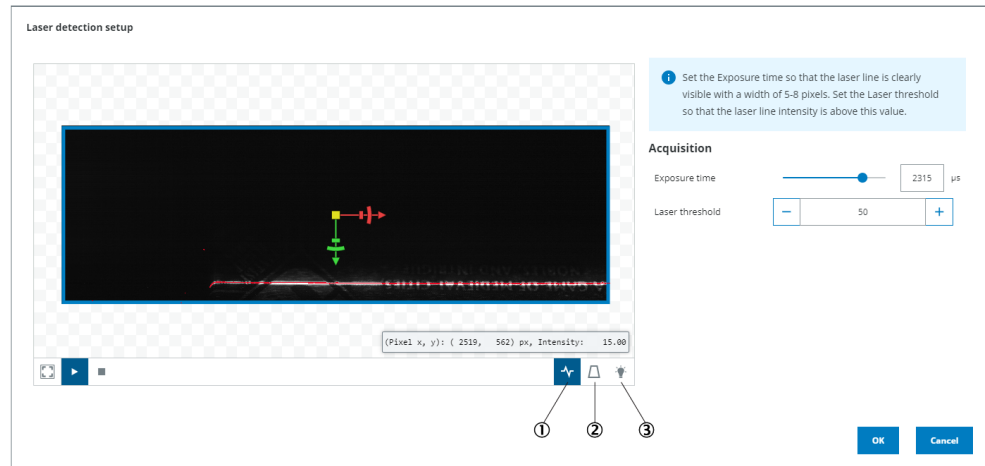 Laser detection setup
Set the Exposure time so that the laser line is clearly
visible with a width of 5-8 pixels. Set the Laser threshold
so that the laser line intensity is above this value.
Acquisition
Exposure time
2315 µs
Laser threshold
− 50 +
(Pixel x, y): ( 2519, 562) px, Intensity: 15.00
① ② ③
OK Cancel